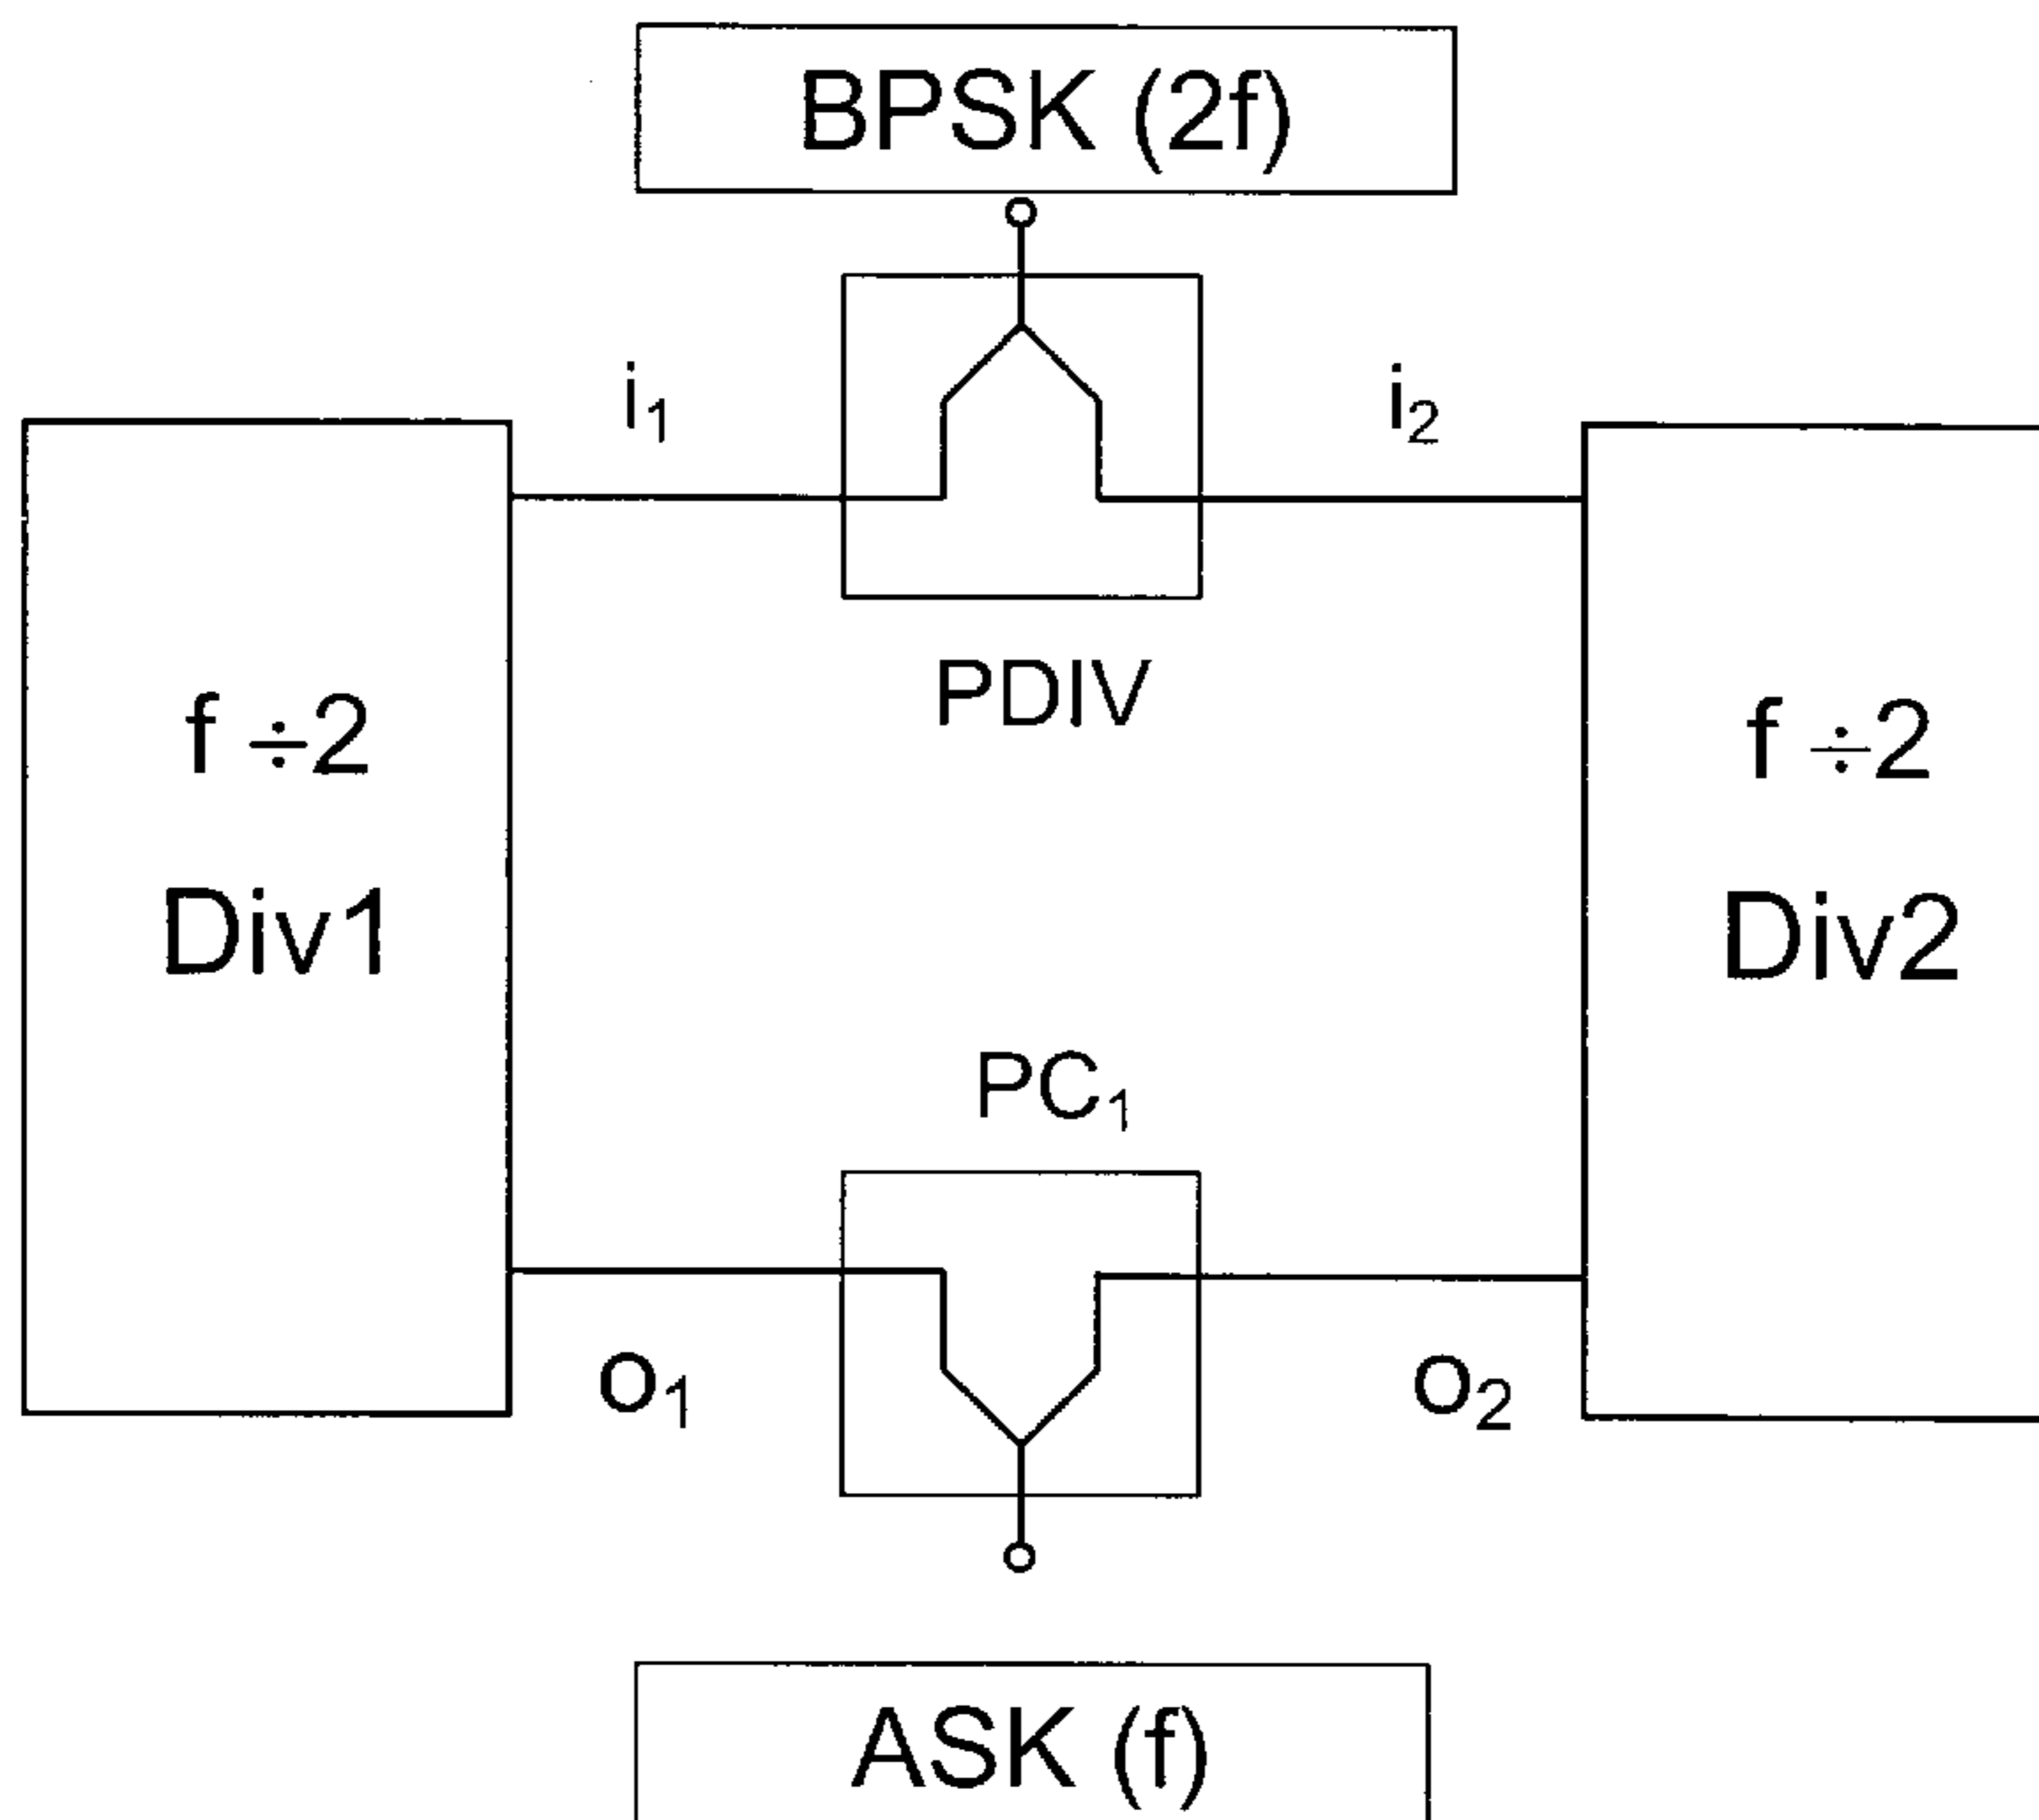 BPSK (2f)
i₁
i₂
f ÷2
Div1
PDIV
f ÷2
Div2
PC₁
o₁
o₂
ASK (f)